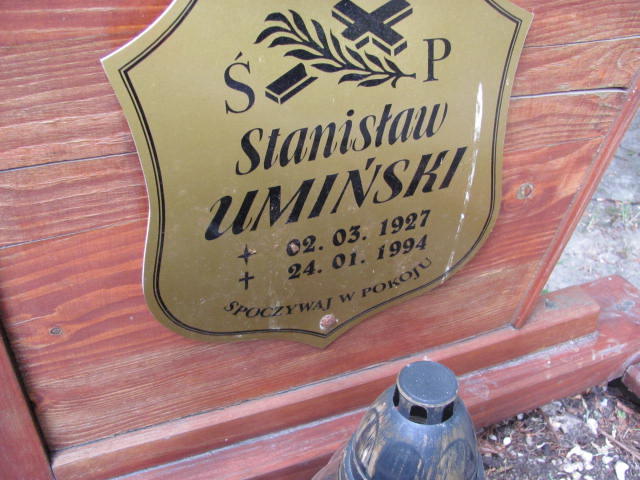 Ś P
Stanisław
UMIŃSKI
02. 03. 1927
† 24. 01. 1994
SPOCZYWAJ W POKOJU